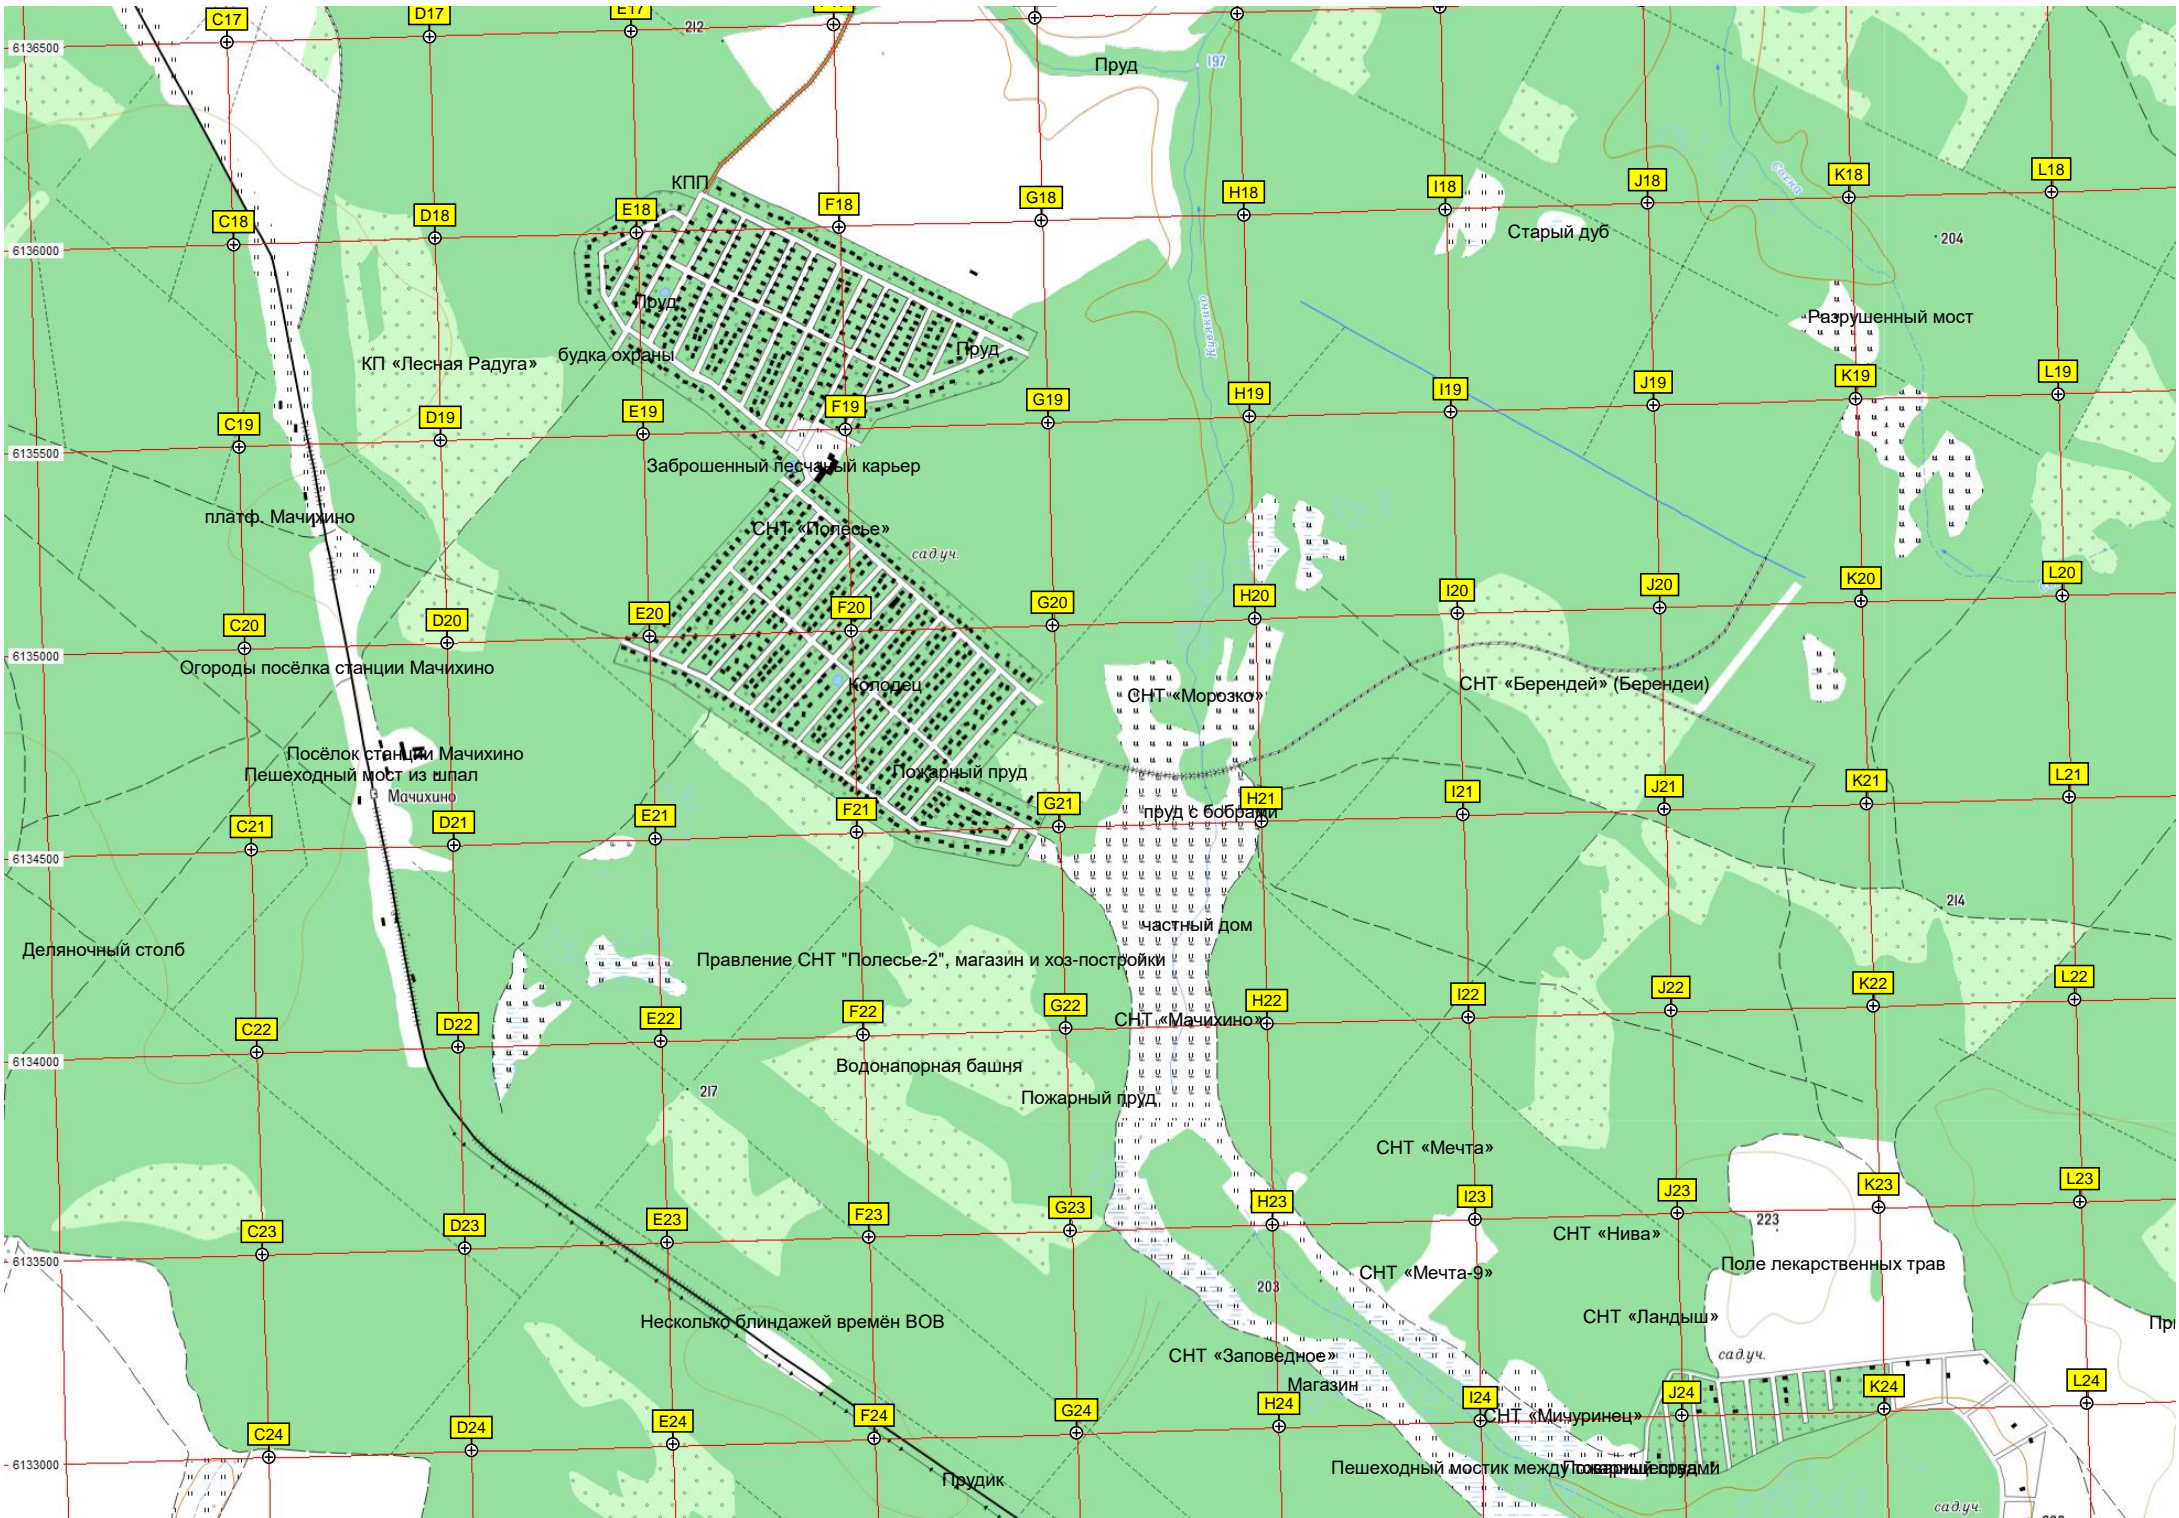 C17
D17
E17
212
6136500
Пруд
197
КПП
C18
D18
E18
F18
G18
H18
I18
J18
K18
L18
Сохна
Старый дуб
204
6136000
Пруд
Разрушенный мост
КП «Лесная Радуга»
будка охраны
Пруд
C19
D19
E19
F19
G19
H19
I19
J19
K19
L19
6135500
Заброшенный песчаный карьер
платф. Мачихино
СНТ «Полесье»
сад.уч.
C20
D20
E20
F20
G20
H20
I20
J20
K20
L20
6135000
Огороды посёлка станции Мачихино
Колодец
СНТ «Морозко»
СНТ «Берендей» (Берендеи)
Посёлок станции Мачихино
Пешеходный мост из шпал
Мачихино
Пожарный пруд
пруд с бобрами
C21
D21
E21
F21
G21
H21
I21
J21
K21
L21
6134500
214
частный дом
Деляночный столб
Правление СНТ "Полесье-2", магазин и хоз-постройки
C22
D22
E22
F22
G22
H22
I22
J22
K22
L22
СНТ «Мачихино»
6134000
Водонапорная башня
217
Пожарный пруд
СНТ «Мечта»
C23
D23
E23
F23
G23
H23
I23
J23
K23
L23
223
СНТ «Нива»
6133500
Поле лекарственных трав
СНТ «Мечта-9»
203
Несколько блиндажей времён ВОВ
СНТ «Ландыш»
СНТ «Заповедное»
сад.уч.
Магазин
C24
D24
E24
F24
G24
H24
I24
J24
K24
L24
СНТ «Мичуринец»
6133000
Пешеходный мостик между товариществами
Пожарный пруд
Прудик
сад.уч.